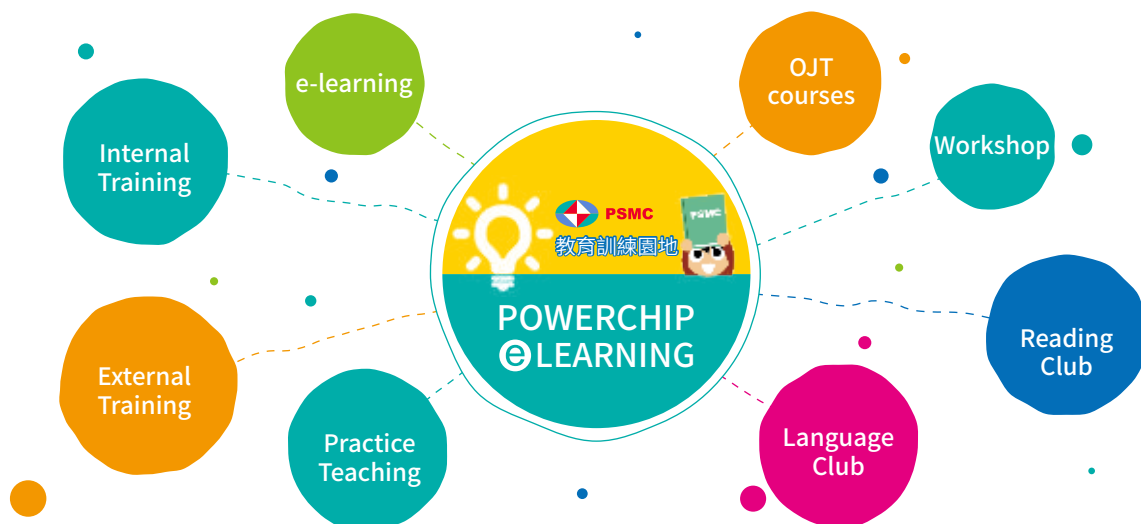 e-learning
OJT
courses
Internal
Training
Workshop
PSMC
PSMC
教育訓練園地
POWERCHIP
e LEARNING
External
Training
Reading
Club
Practice
Teaching
Language
Club